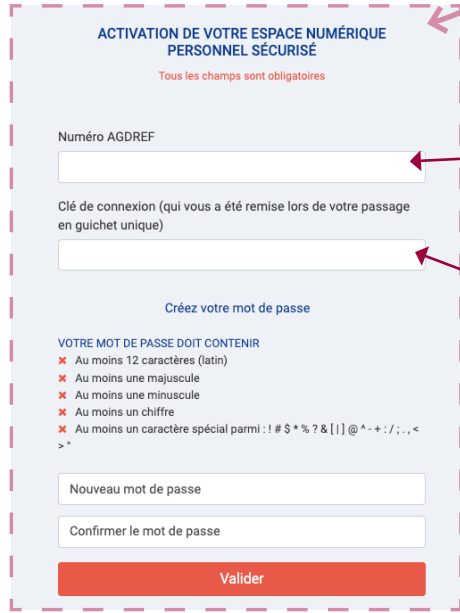 ACTIVATION DE VOTRE ESPACE NUMÉRIQUE
PERSONNEL SÉCURISÉ
Tous les champs sont obligatoires
Numéro AGDREF
Clé de connexion (qui vous a été remise lors de votre passage
en guichet unique)
Créez votre mot de passe
VOTRE MOT DE PASSE DOIT CONTENIR
✖ Au moins 12 caractères (latin)
✖ Au moins une majuscule
✖ Au moins une minuscule
✖ Au moins un chiffre
✖ Au moins un caractère spécial parmi : ! # $ * % ? & [ | ] @ ^ - + : / ; . , <
> °
Nouveau mot de passe
Confirmer le mot de passe
Valider